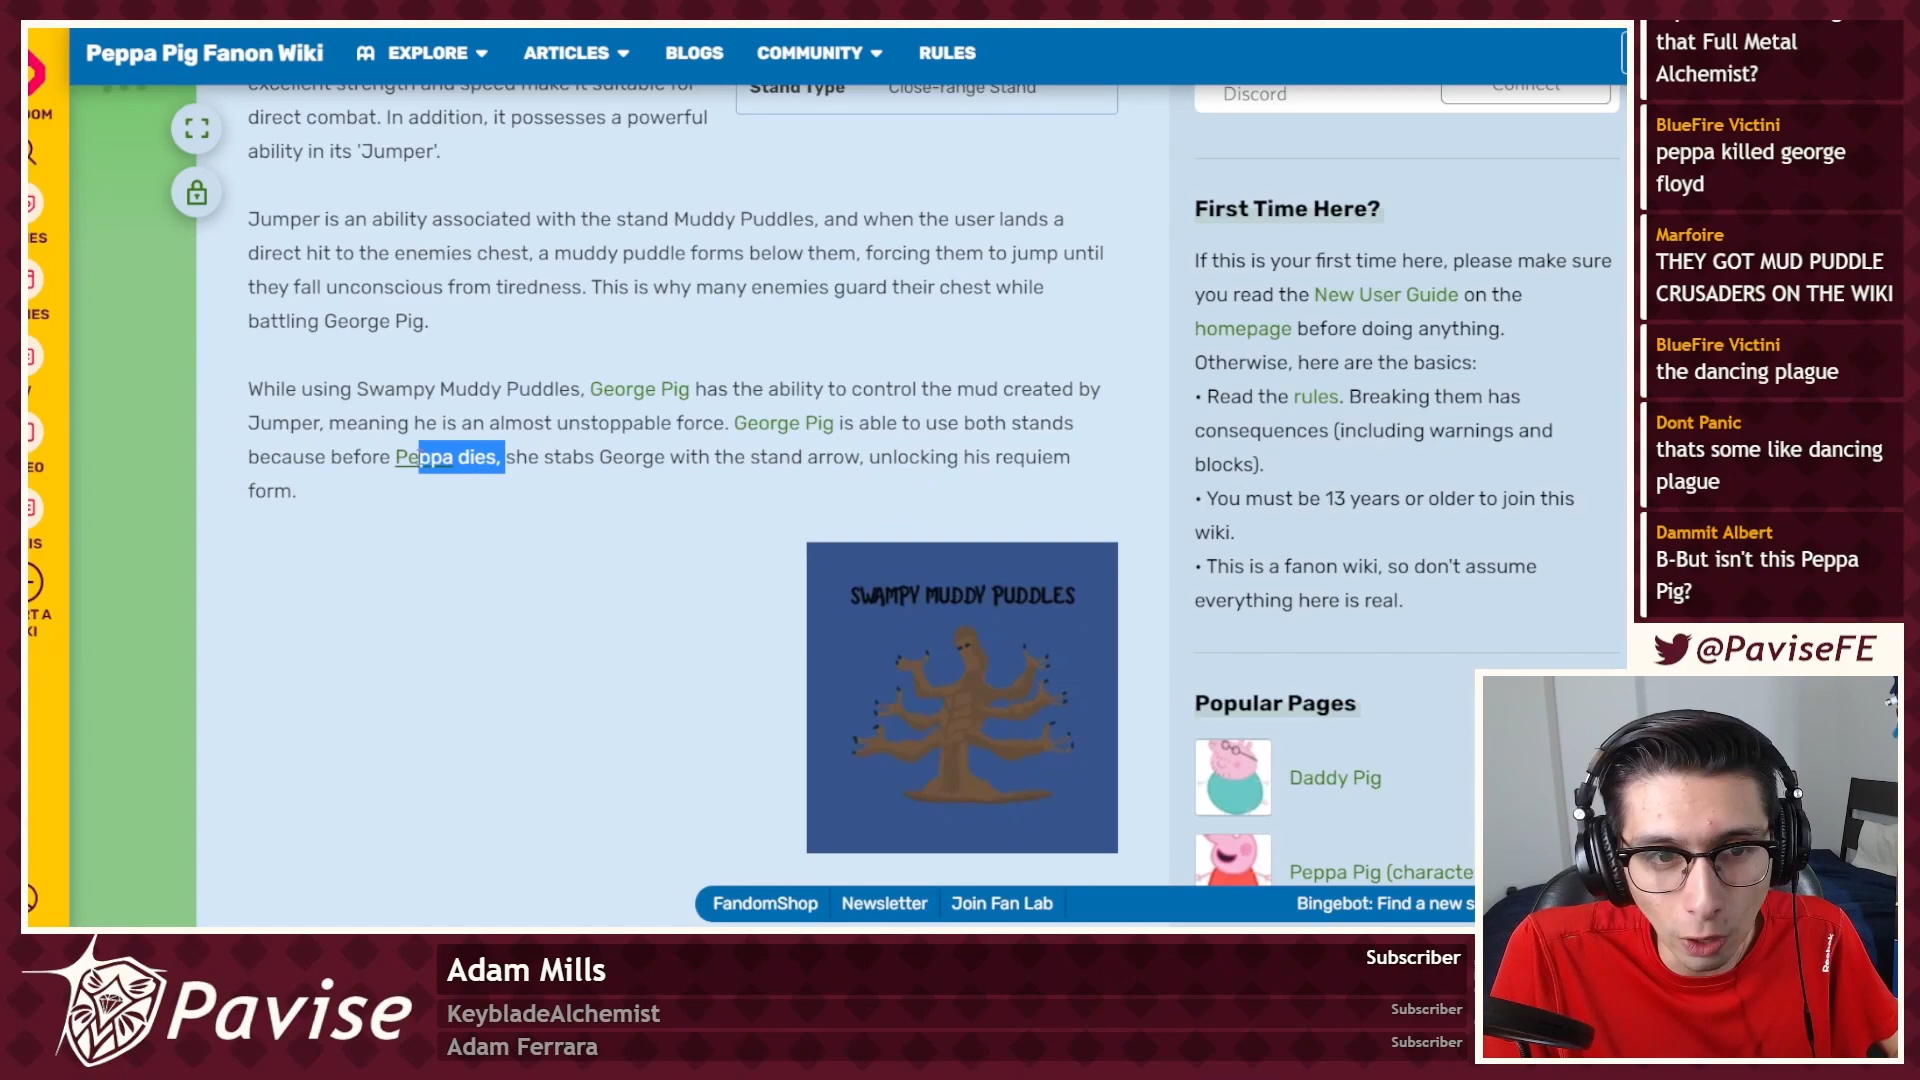 Peppa Pig Fanon Wiki
EXPLORE
ARTICLES
BLOGS
COMMUNITY
RULES
excellent strength and speed make it suitable for
direct combat. In addition, it possesses a powerful
ability in its 'Jumper'.
Stand Type
Close-range Stand
Jumper is an ability associated with the stand Muddy Puddles, and when the user lands a
direct hit to the enemies chest, a muddy puddle forms below them, forcing them to jump until
they fall unconscious from tiredness. This is why many enemies guard their chest while
battling George Pig.
While using Swampy Muddy Puddles, George Pig has the ability to control the mud created by
Jumper, meaning he is an almost unstoppable force. George Pig is able to use both stands
because before Peppa dies, she stabs George with the stand arrow, unlocking his requiem
form.
SWAMPY MUDDY PUDDLES
Discord
Connect
First Time Here?
If this is your first time here, please make sure
you read the New User Guide on the
homepage before doing anything.
Otherwise, here are the basics:
• Read the rules. Breaking them has
consequences (including warnings and
blocks).
• You must be 13 years or older to join this
wiki.
• This is a fanon wiki, so don't assume
everything here is real.
Popular Pages
Daddy Pig
Peppa Pig (characte
FandomShop
Newsletter
Join Fan Lab
Bingebot: Find a new s
that Full Metal
Alchemist?
BlueFire Victini
peppa killed george
floyd
Marfoire
THEY GOT MUD PUDDLE
CRUSADERS ON THE WIKI
BlueFire Victini
the dancing plague
Dont Panic
thats some like dancing
plague
Dammit Albert
B-But isn't this Peppa
Pig?
@PaviseFE
Reebok
Pavise
Adam Mills
Subscriber
KeybladeAlchemist
Subscriber
Adam Ferrara
Subscriber